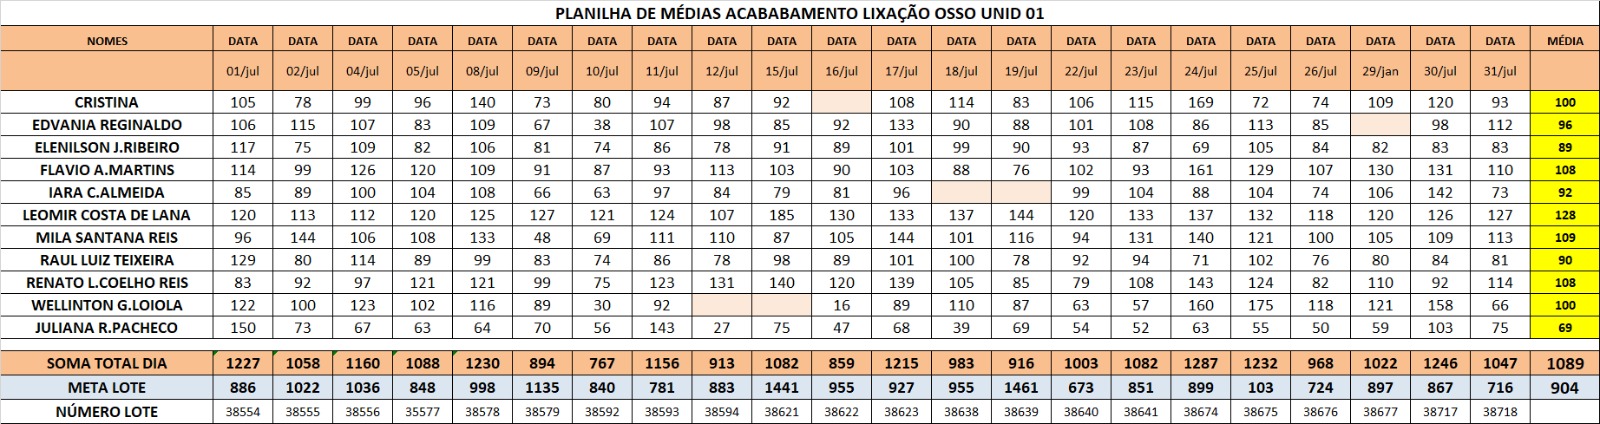 PLANILHA DE MÉDIAS ACABABAMENTO LIXAÇÃO OSSO UNID 01
NOMES DATA DATA DATA DATA DATA DATA DATA DATA DATA DATA DATA DATA DATA DATA DATA DATA DATA DATA DATA DATA DATA DATA MÉDIA
01/jul 02/jul 04/jul 05/jul 08/jul 09/jul 10/jul 11/jul 12/jul 15/jul 16/jul 17/jul 18/jul 19/jul 22/jul 23/jul 24/jul 25/jul 26/jul 29/jan 30/jul 31/jul
CRISTINA 105 78 99 96 140 73 80 94 87 92 108 114 83 106 115 169 72 74 109 120 93 100
EDVANIA REGINALDO 106 115 107 83 109 67 38 107 98 85 92 133 90 88 101 108 86 113 85 98 112 96
ELENILSON J.RIBEIRO 117 75 109 82 106 81 74 86 78 91 89 101 99 90 93 87 69 105 84 82 83 83 89
FLAVIO A.MARTINS 114 99 126 120 109 91 87 93 113 103 90 103 88 76 102 93 161 129 107 130 131 110 108
IARA C.ALMEIDA 85 89 100 104 108 66 63 97 84 79 81 96 99 104 88 104 74 106 142 73 92
LEOMIR COSTA DE LANA 120 113 112 120 125 127 121 124 107 185 130 133 137 144 120 133 137 132 118 120 126 127 128
MILA SANTANA REIS 96 144 106 108 133 48 69 111 110 87 105 144 101 116 94 131 140 121 100 105 109 113 109
RAUL LUIZ TEIXEIRA 129 80 114 89 99 83 74 86 78 98 89 101 100 78 92 94 71 102 76 80 84 81 90
RENATO L.COELHO REIS 83 92 97 121 121 99 75 123 131 140 120 139 105 85 79 108 143 124 82 110 92 114 108
WELLINTON G.LOIOLA 122 100 123 102 116 89 30 92 16 89 110 87 63 57 160 175 118 121 158 66 100
JULIANA R.PACHECO 150 73 67 63 64 70 56 143 27 75 47 68 39 69 54 52 63 55 50 59 103 75 69
SOMA TOTAL DIA 1227 1058 1160 1088 1230 894 767 1156 913 1082 859 1215 983 916 1003 1082 1287 1232 968 1022 1246 1047 1089
META LOTE 886 1022 1036 848 998 1135 840 781 883 1441 955 927 955 1461 673 851 899 103 724 897 867 716 904
NÚMERO LOTE 38554 38555 38556 35577 38578 38579 38592 38593 38594 38621 38622 38623 38638 38639 38640 38641 38674 38675 38676 38677 38717 38718